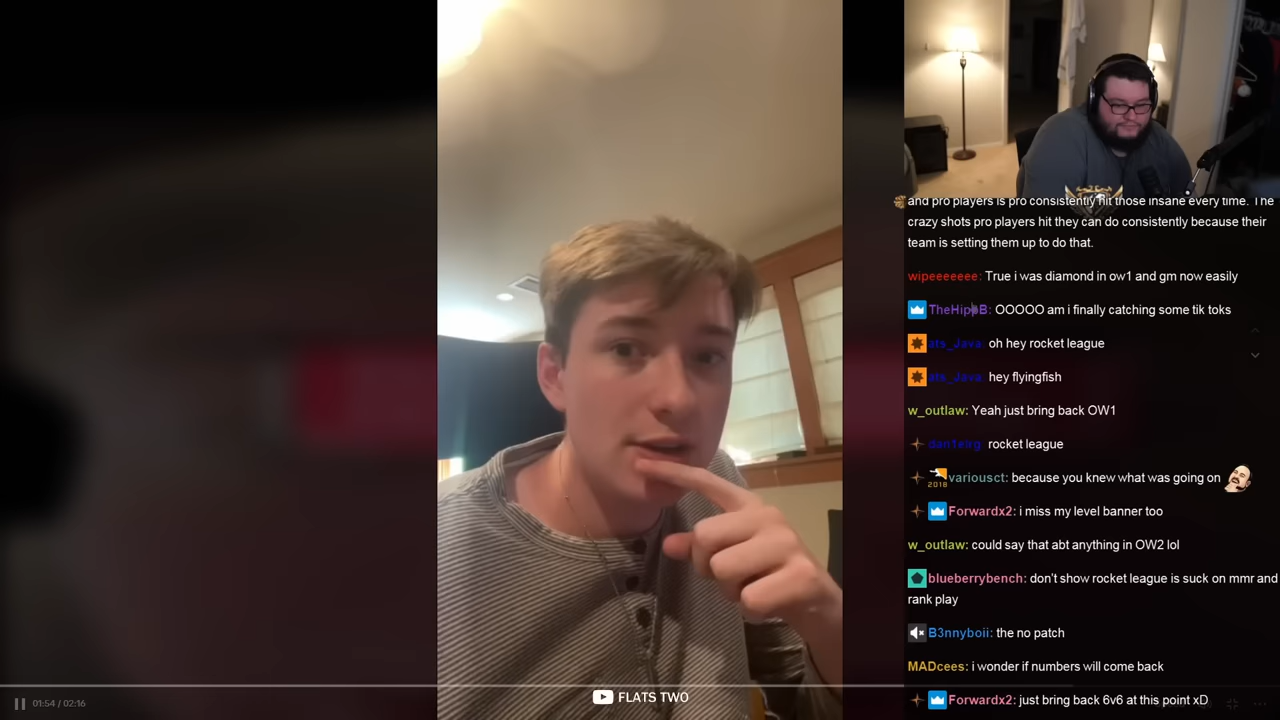 and pro players is pro consistently hit those insane every time. The
crazy shots pro players hit they can do consistently because their
team is setting them up to do that.
wipeeeeeee: True i was diamond in ow1 and gm now easily
OOOOO am i finally catching some tik toks
ats_Java: oh hey rocket league
ats_Java: hey flyingfish
w_outlaw: Yeah just bring back OW1
rocket league
2018 variousct: because you knew what was going on
Forwardx2: i miss my level banner too
w_outlaw: could say that abt anything in OW2 lol
blueberrybench: don't show rocket league is suck on mmr and
rank play
B3nnyboii: the no patch
MADcees: i wonder if numbers will come back
Forwardx2: just bring back 6v6 at this point xD
FLATS TWO
01:54 / 02:16